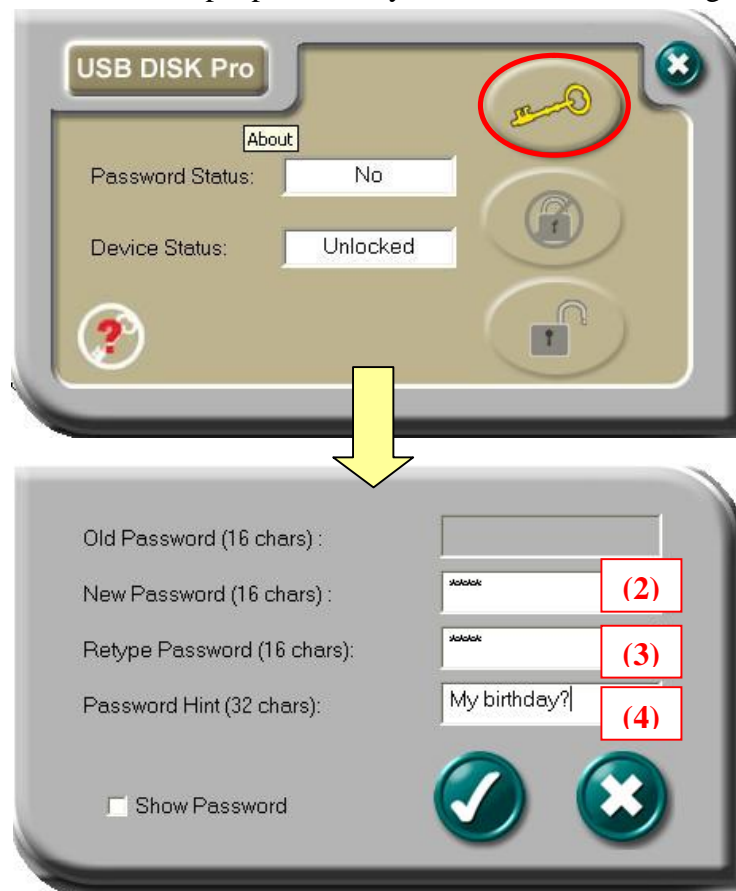 USB DISK Pro
About
Password Status: No
Device Status: Unlocked
?
Old Password (16 chars) :
New Password (16 chars) : ***** (2)
Retype Password (16 chars): ***** (3)
Password Hint (32 chars): My birthday? (4)
Show Password